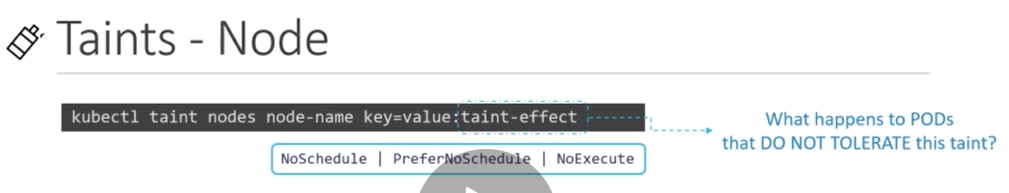 Taints - Node
kubectl taint nodes node-name key=value:taint-effect
What happens to PODs
that DO NOT TOLERATE this taint?
NoSchedule | PreferNoSchedule | NoExecute